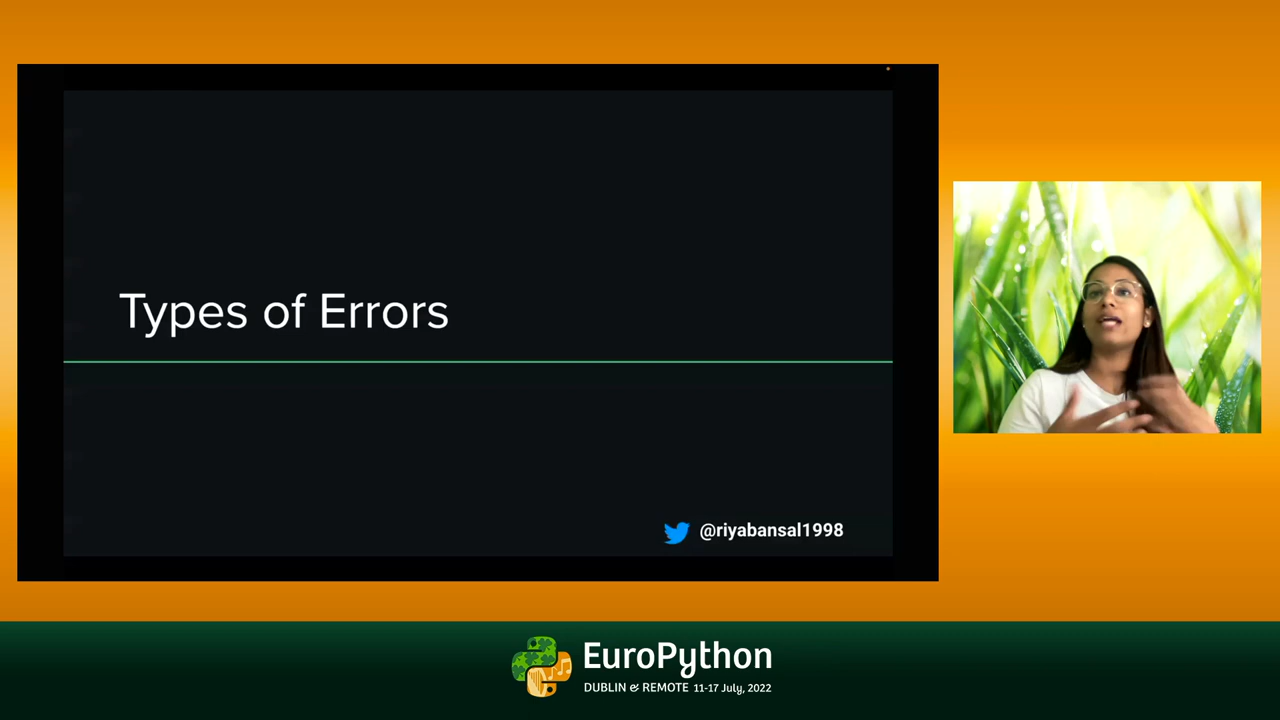 Types of Errors
@riyabansal1998
EuroPython
DUBLIN & REMOTE 11-17 July, 2022